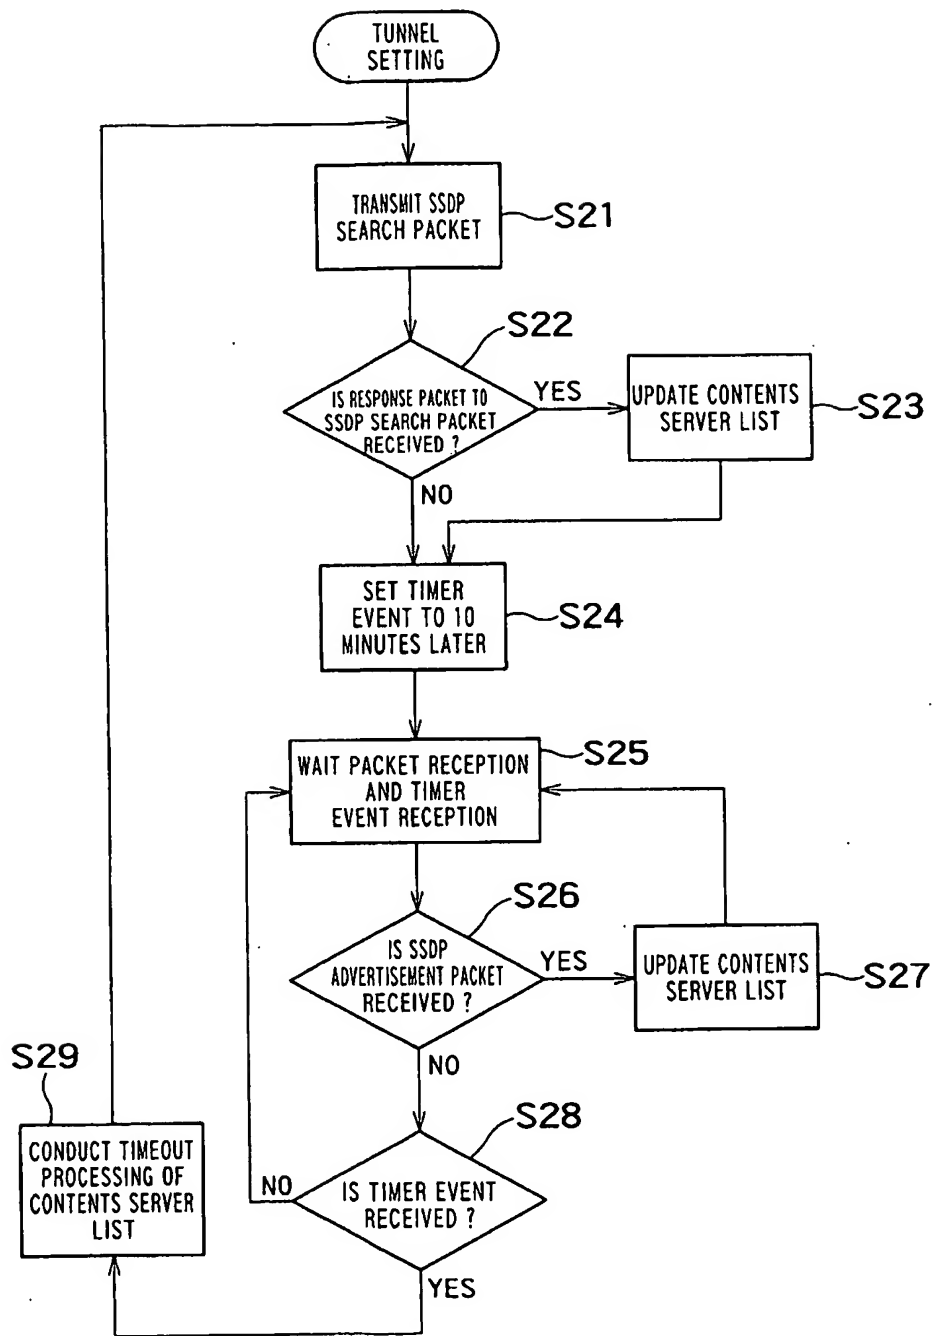 TUNNEL
SETTING
TRANSMIT SSDP
SEARCH PACKET
S21
S22
IS RESPONSE PACKET TO
SSDP SEARCH PACKET
RECEIVED ?
YES
UPDATE CONTENTS
SERVER LIST
S23
NO
SET TIMER
EVENT TO 10
MINUTES LATER
S24
WAIT PACKET RECEPTION
AND TIMER
EVENT RECEPTION
S25
S26
IS SSDP
ADVERTISEMENT PACKET
RECEIVED ?
YES
UPDATE CONTENTS
SERVER LIST
S27
NO
S28
IS TIMER EVENT
RECEIVED ?
NO
YES
S29
CONDUCT TIMEOUT
PROCESSING OF
CONTENTS SERVER
LIST